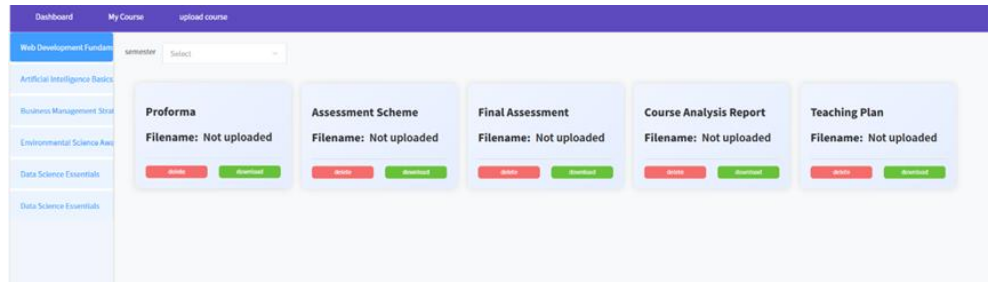 Dashboard My Course upload course
Web Development Fundam
semester Select
Artificial Intelligence Basics
Business Management Strat
Environmental Science Awa
Data Science Essentials
Data Science Essentials
Proforma
Filename: Not uploaded
delete download
Assessment Scheme
Filename: Not uploaded
delete download
Final Assessment
Filename: Not uploaded
delete download
Course Analysis Report
Filename: Not uploaded
delete download
Teaching Plan
Filename: Not uploaded
delete download